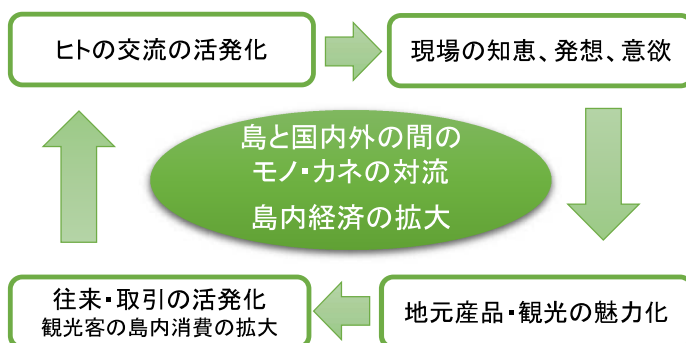 ヒトの交流の活発化
現場の知恵、発想、意欲
島と国内外の間の
モノ・カネの対流
島内経済の拡大
往来・取引の活発化
観光客の島内消費の拡大
地元産品・観光の魅力化